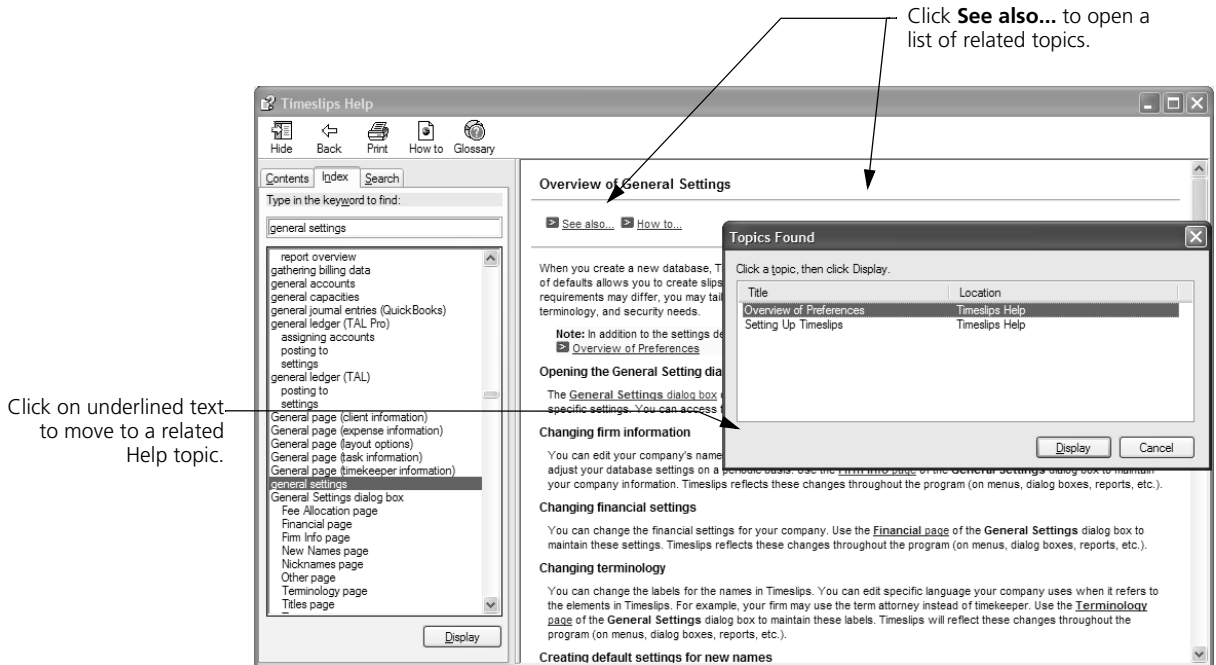 Click See also... to open a
list of related topics.
Timeslips Help
Hide Back Print How to Glossary
Contents Index Search
Type in the keyword to find:
general settings
report overview
gathering billing data
general accounts
general capacities
general journal entries (QuickBooks)
general ledger (TAL Pro)
assigning accounts
posting to
settings
general ledger (TAL)
posting to
settings
General page (client information)
General page (expense information)
General page (layout options)
General page (task information)
General page (timekeeper information)
general settings
General Settings dialog box
Fee Allocation page
Financial page
Firm Info page
New Names page
Nicknames page
Other page
Terminology page
Titles page
Display
Click on underlined text
to move to a related
Help topic.
Overview of General Settings
See also... How to...
When you create a new database, T
of defaults allows you to create slips
requirements may differ, you may tail
terminology, and security needs.
Note: In addition to the settings de
Overview of Preferences
Opening the General Setting dia
The General Settings dialog box
specific settings. You can access
Changing firm information
You can edit your company's name
adjust your database settings on a periodic basis. Use the Firm Info page of the General Settings dialog box to maintain
your company information. Timeslips reflects these changes throughout the program (on menus, dialog boxes, reports, etc.).
Changing financial settings
You can change the financial settings for your company. Use the Financial page of the General Settings dialog box to
maintain these settings. Timeslips reflects these changes throughout the program (on menus, dialog boxes, reports, etc.).
Changing terminology
You can change the labels for the names in Timeslips. You can edit specific language your company uses when it refers to
the elements in Timeslips. For example, your firm may use the term attorney instead of timekeeper. Use the Terminology
page of the General Settings dialog box to maintain these labels. Timeslips will reflect these changes throughout the
program (on menus, dialog boxes, reports, etc.).
Creating default settings for new names
Topics Found
Click a topic, then click Display.
Title Location
Overview of Preferences Timeslips Help
Setting Up Timeslips Timeslips Help
Display Cancel